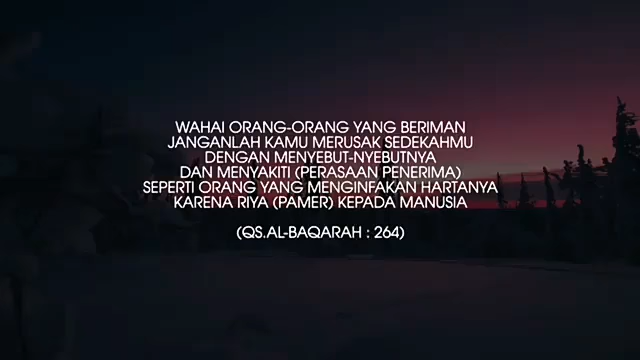 WAHAI ORANG-ORANG YANG BERIMAN
JANGANLAH KAMU MERUSAK SEDEKAHMU
DENGAN MENYEBUT-NYEBUTNYA
DAN MENYAKITI (PERASAAN PENERIMA)
SEPERTI ORANG YANG MENGINFAKAN HARTANYA
KARENA RIYA (PAMER) KEPADA MANUSIA
(QS.AL-BAQARAH : 264)